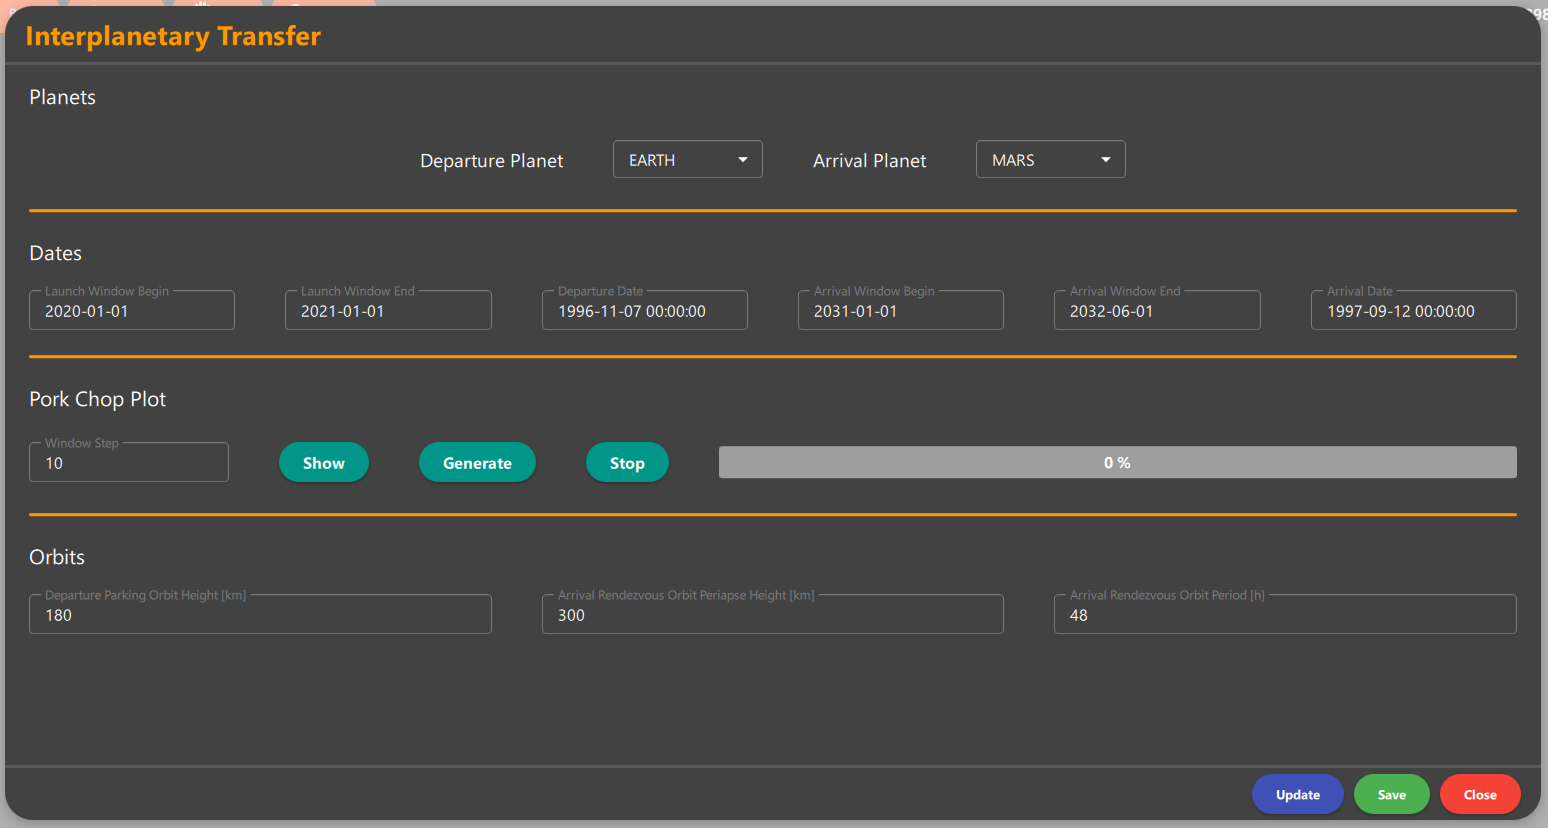 Interplanetary Transfer
Planets
Departure Planet EARTH Arrival Planet MARS
Dates
Launch Window Begin Launch Window End Departure Date Arrival Window Begin Arrival Window End Arrival Date
2020-01-01 2021-01-01 1996-11-07 00:00:00 2031-01-01 2032-06-01 1997-09-12 00:00:00
Pork Chop Plot
Window Step
10 Show Generate Stop 0 %
Orbits
Departure Parking Orbit Height [km] Arrival Rendezvous Orbit Periapse Height [km] Arrival Rendezvous Orbit Period [h]
180 300 48
Update Save Close